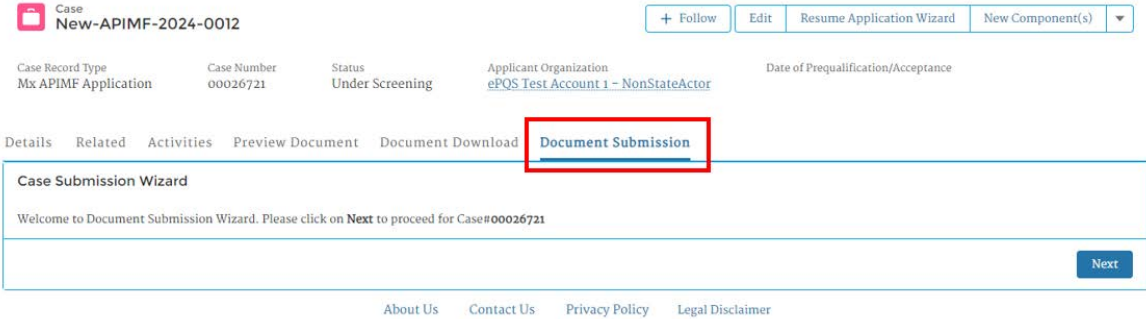 Case
New-APIMF-2024-0012
+ Follow
Edit
Resume Application Wizard
New Component(s)
Case Record Type
Mx APIMF Application
Case Number
00026721
Status
Under Screening
Applicant Organization
ePQS Test Account 1 - NonStateActor
Date of Prequalification/Acceptance
Details
Related
Activities
Preview Document
Document Download
Document Submission
Case Submission Wizard
Welcome to Document Submission Wizard. Please click on Next to proceed for Case#00026721
Next
About Us
Contact Us
Privacy Policy
Legal Disclaimer